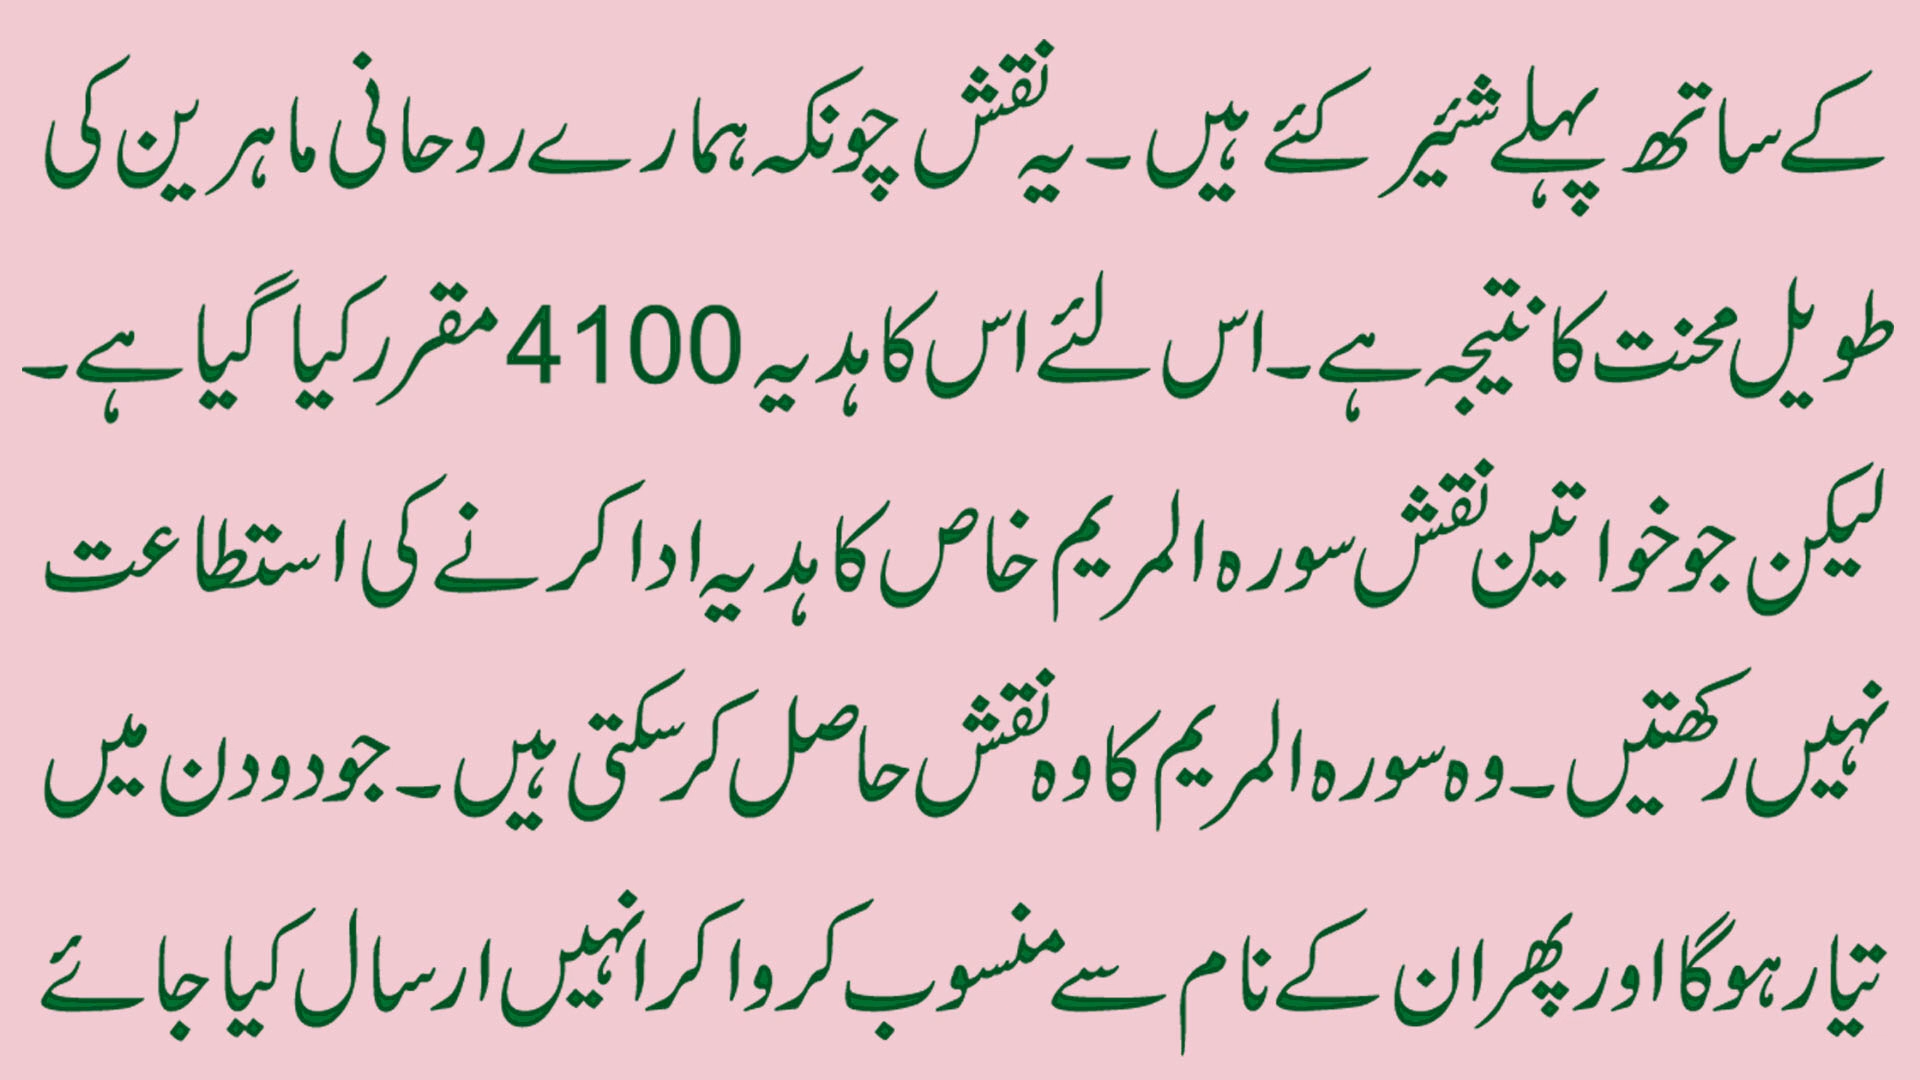 کے ساتھ پہلے شئیر کئے ہیں۔ یہ نقش چونکہ ہمارے روحانی ماہرین کی
طویل محنت کا نتیجہ ہے۔ اس لئے اس کا ہدیہ 4100 مقرر کیا گیا ہے۔
لیکن جو خواتین نقش سورہ المریم خاص کا ہدیہ ادا کرنے کی استطاعت
نہیں رکھتیں۔ وہ سورہ المریم کا وہ نقش حاصل کر سکتی ہیں۔ جو دو دن میں
تیار ہو گا اور پھر ان کے نام سے منسوب کروا کر انہیں ارسال کیا جائے